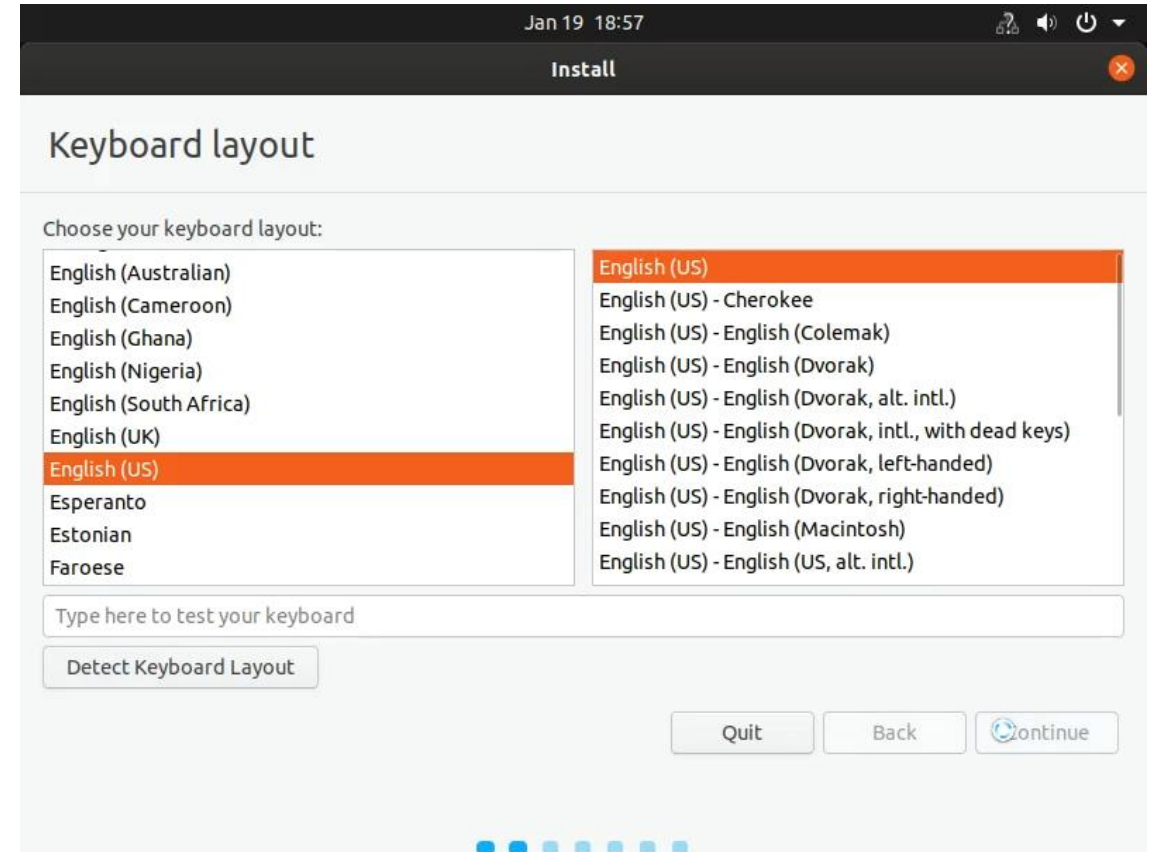 Jan 19 18:57
Install
Keyboard layout
Choose your keyboard layout:
English (Australian)
English (Cameroon)
English (Ghana)
English (Nigeria)
English (South Africa)
English (UK)
English (US)
Esperanto
Estonian
Faroese
English (US)
English (US) - Cherokee
English (US) - English (Colemak)
English (US) - English (Dvorak)
English (US) - English (Dvorak, alt. intl.)
English (US) - English (Dvorak, intl., with dead keys)
English (US) - English (Dvorak, left-handed)
English (US) - English (Dvorak, right-handed)
English (US) - English (Macintosh)
English (US) - English (US, alt. intl.)
Type here to test your keyboard
Detect Keyboard Layout
Quit Back Continue